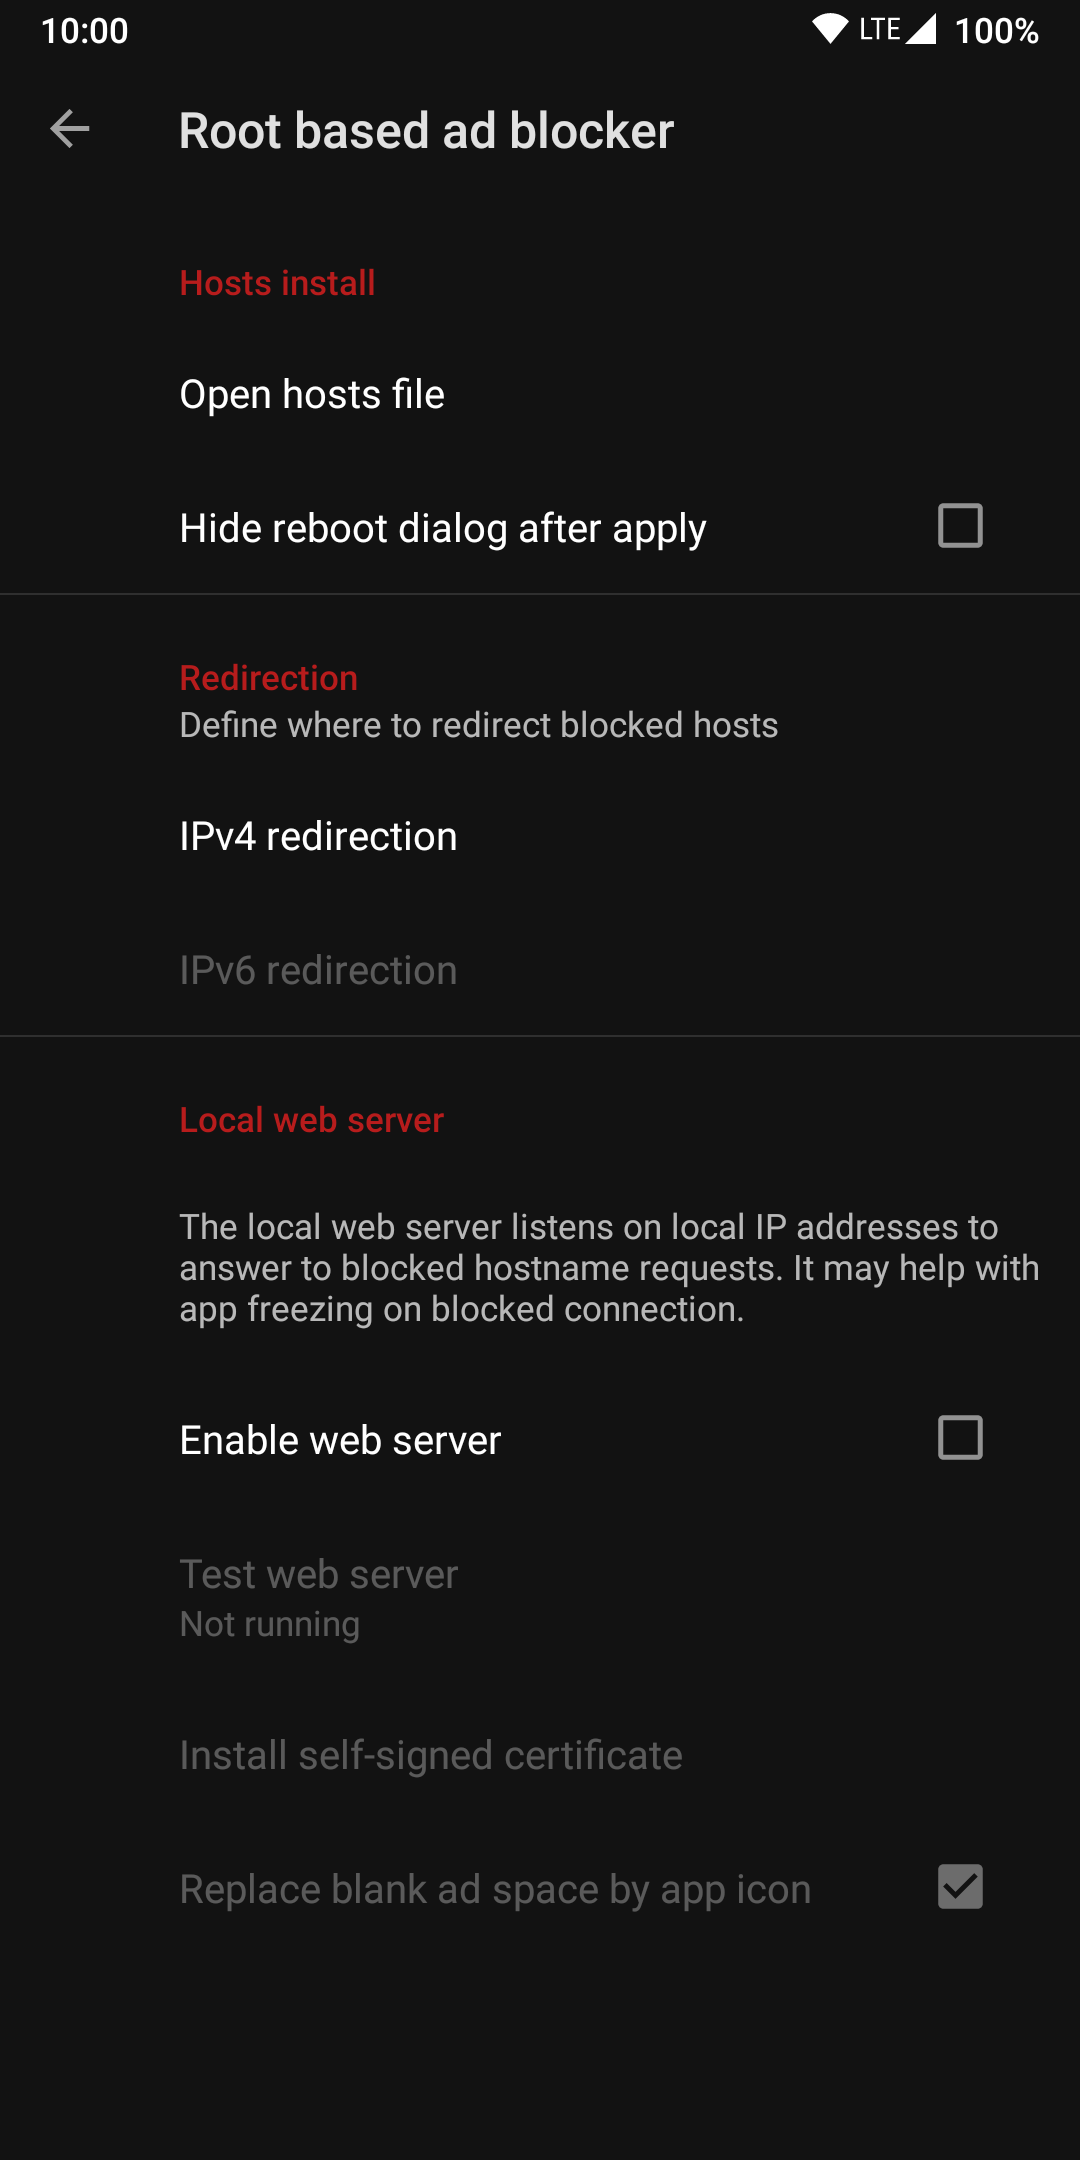 10:00
LTE 100%
Root based ad blocker
Hosts install
Open hosts file
Hide reboot dialog after apply
Redirection
Define where to redirect blocked hosts
IPv4 redirection
IPv6 redirection
Local web server
The local web server listens on local IP addresses to
answer to blocked hostname requests. It may help with
app freezing on blocked connection.
Enable web server
Test web server
Not running
Install self-signed certificate
Replace blank ad space by app icon